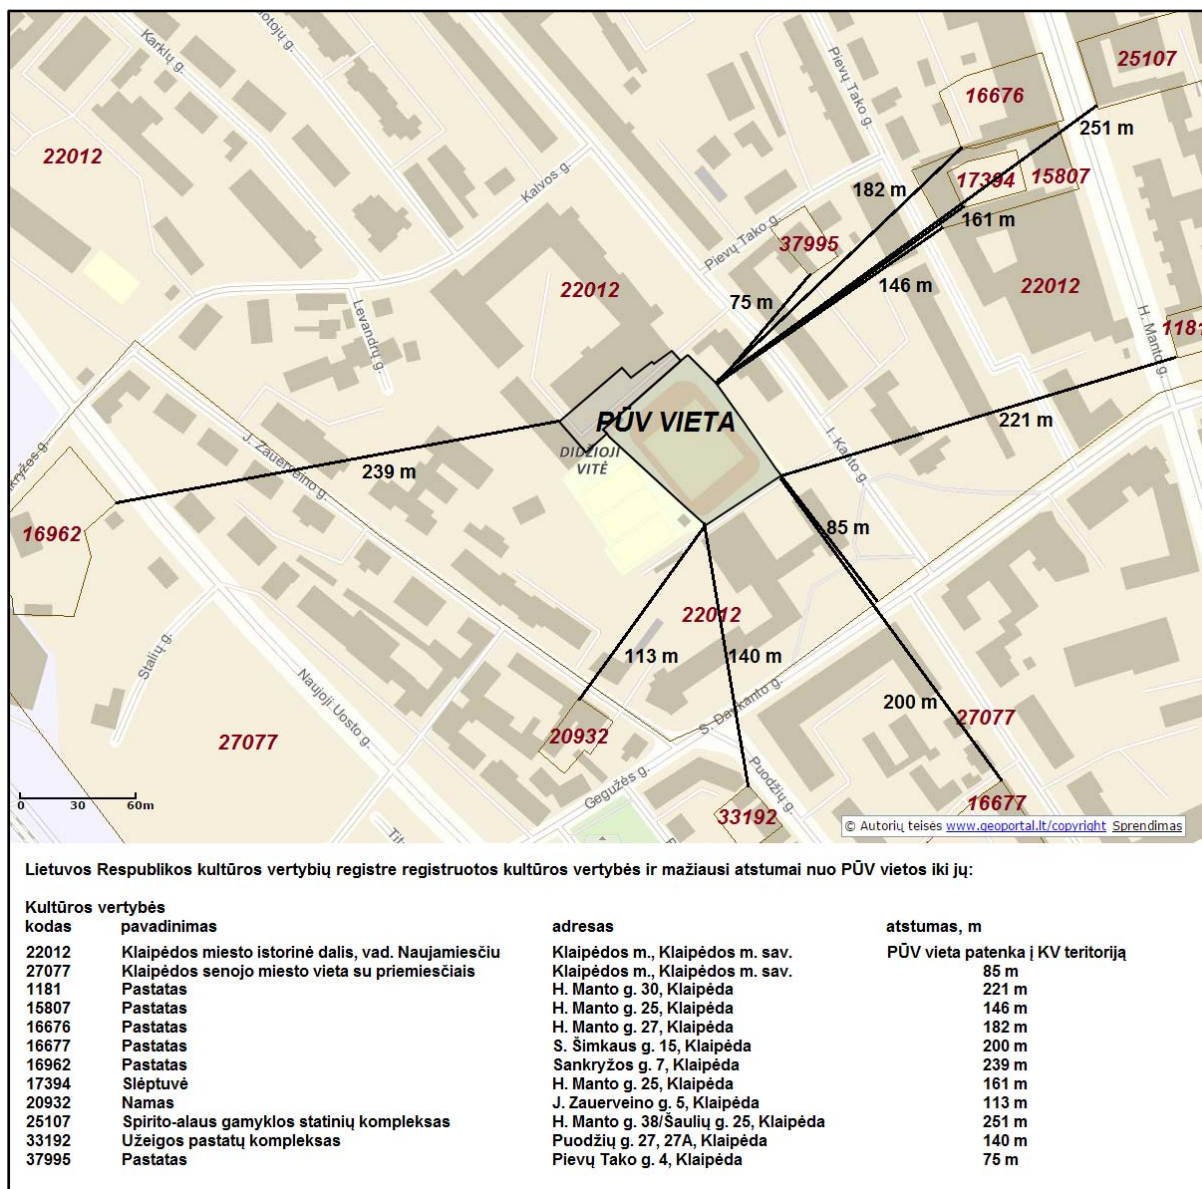 Karklų g.
otojų g.
Pievų Tako g.
25107
16676
251 m
22012
Kalvos g.
182 m
17394
15807
161 m
Pievų Tako g.
37995
22012
75 m
146 m
22012
Levandrų g.
H. Manto g.
1181
PŪV VIETA
DIDŽIOJI
VITĖ
I. Kanto g.
221 m
J. Zauerveino g.
239 m
kryžos g.
16962
85 m
22012
113 m
140 m
Stalių g.
Naujoji Uosto g.
27077
20932
S. Daukanto g.
200 m
27077
Gegužės g.
Puodžių g.
33192
16677
0 30 60m
© Autorių teisės www.geoportal.lt/copyright Sprendimas
Lietuvos Respublikos kultūros vertybių registre registruotos kultūros vertybės ir mažiausi atstumai nuo PŪV vietos iki jų:
Kultūros vertybės
kodas pavadinimas adresas atstumas, m
22012 Klaipėdos miesto istorinė dalis, vad. Naujamiesčiu Klaipėdos m., Klaipėdos m. sav. PŪV vieta patenka į KV teritoriją
27077 Klaipėdos senojo miesto vieta su priemiesčiais Klaipėdos m., Klaipėdos m. sav. 85 m
1181 Pastatas H. Manto g. 30, Klaipėda 221 m
15807 Pastatas H. Manto g. 25, Klaipėda 146 m
16676 Pastatas H. Manto g. 27, Klaipėda 182 m
16677 Pastatas S. Šimkaus g. 15, Klaipėda 200 m
16962 Pastatas Sankryžos g. 7, Klaipėda 239 m
17394 Slėptuvė H. Manto g. 25, Klaipėda 161 m
20932 Namas J. Zauerveino g. 5, Klaipėda 113 m
25107 Spirito-alaus gamyklos statinių kompleksas H. Manto g. 38/Šaulių g. 25, Klaipėda 251 m
33192 Užeigos pastatų kompleksas Puodžių g. 27, 27A, Klaipėda 140 m
37995 Pastatas Pievų Tako g. 4, Klaipėda 75 m